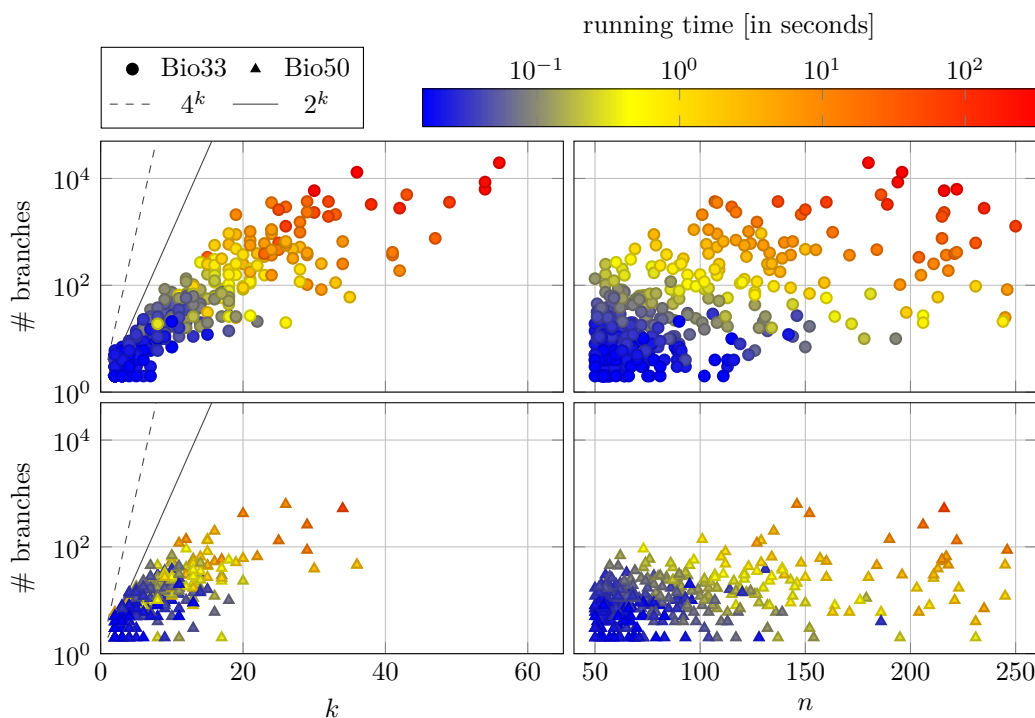 running time [in seconds]
Bio33 Bio50
4^k 2^k
10^−1 10^0 10^1 10^2
# branches
10^4
10^2
10^0
# branches
10^4
10^2
10^0
0 20 40 60
50 100 150 200 250
k
n